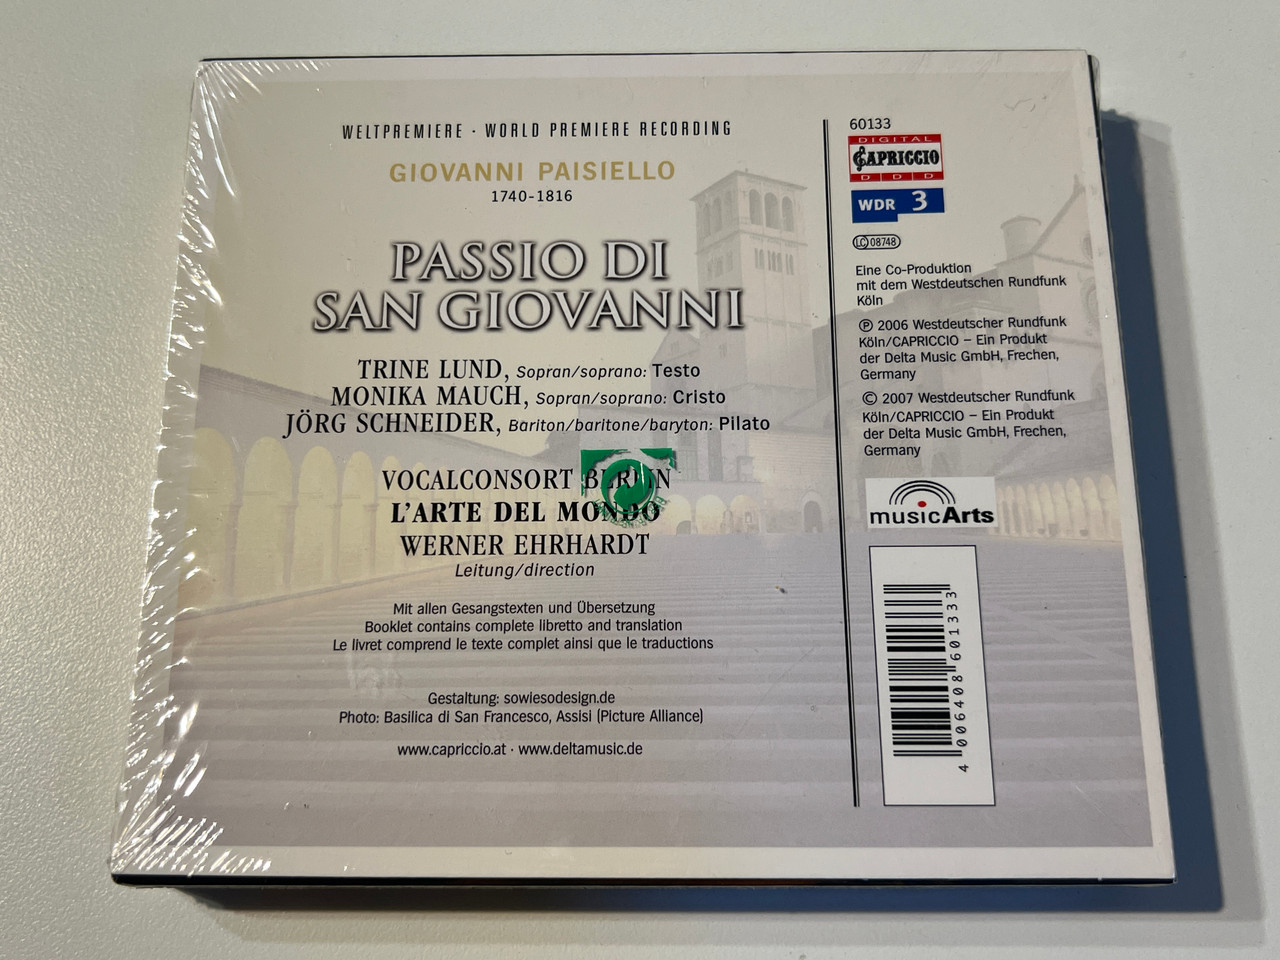 WELTPREMIERE · WORLD PREMIERE RECORDING
GIOVANNI PAISIELLO
1740-1816
PASSIO DI
SAN GIOVANNI
TRINE LUND, Sopran/soprano: Testo
MONIKA MAUCH, Sopran/soprano: Cristo
JÖRG SCHNEIDER, Bariton/baritone/baryton: Pilato
VOCALCONSORT BERLIN
L'ARTE DEL MONDO
WERNER EHRHARDT
Leitung/direction
Mit allen Gesangstexten und Übersetzung
Booklet contains complete libretto and translation
Le livret comprend le texte complet ainsi que le traductions
Gestaltung: sowiesodesign.de
Photo: Basilica di San Francesco, Assisi (Picture Alliance)
www.capriccio.at · www.deltamusic.de
60133
DIGITAL
CAPRICCIO
D D D
WDR 3
LC 08748
Eine Co-Produktion
mit dem Westdeutschen Rundfunk
Köln
℗ 2006 Westdeutscher Rundfunk
Köln/CAPRICCIO – Ein Produkt
der Delta Music GmbH, Frechen,
Germany
© 2007 Westdeutscher Rundfunk
Köln/CAPRICCIO – Ein Produkt
der Delta Music GmbH, Frechen,
Germany
musicArts
4 006408 601333